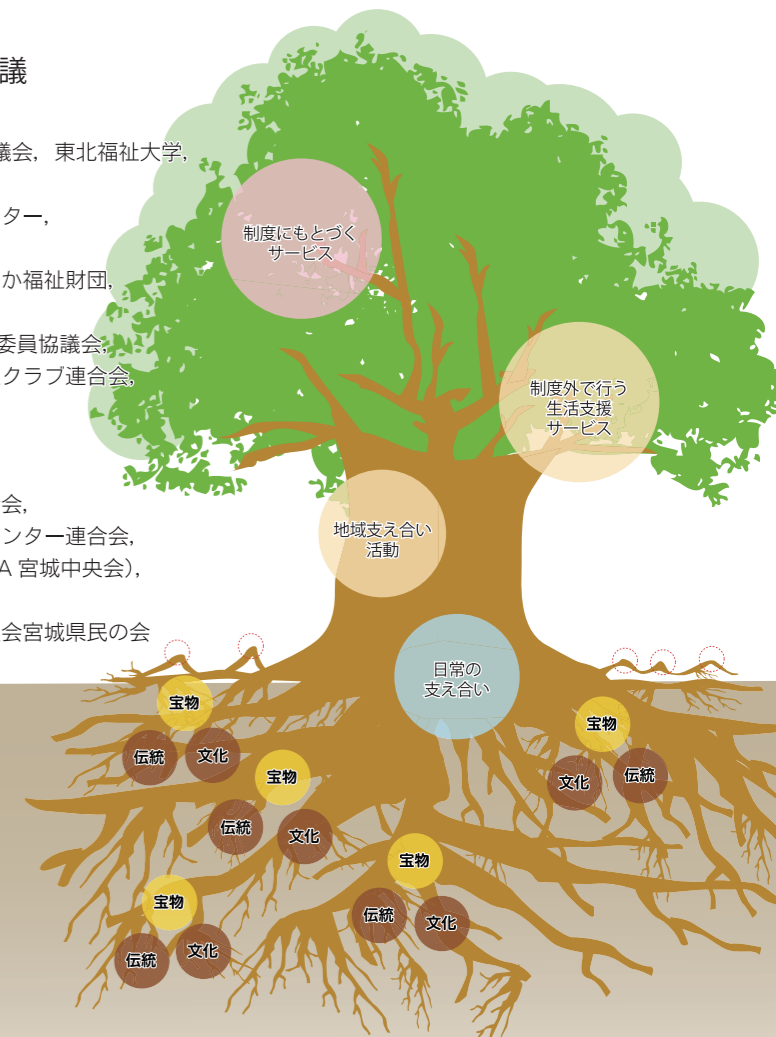 議
議会，東北福祉大学，
ター，
か福祉財団，
委員協議会，
クラブ連合会，
会，
ンター連合会，
A 宮城中央会），
会宮城県民の会
制度にもとづく
サービス
制度外で行う
生活支援
サービス
地域支え合い
活動
日常の
支え合い
宝物
伝統
文化
宝物
伝統
文化
宝物
文化
伝統
宝物
伝統
文化
宝物
伝統
文化